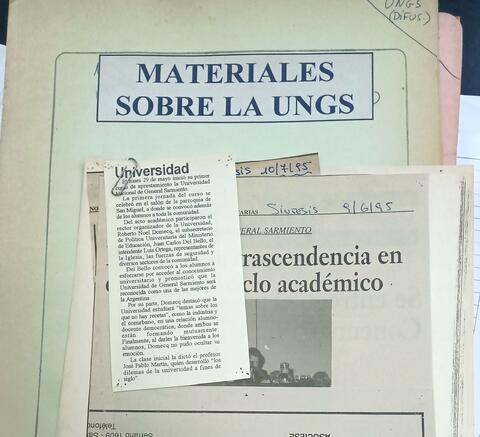 UNGS
(DIFUS.)
MATERIALES
SOBRE LA UNGS
Universidad
El lunes 29 de mayo inició su primer
curso de aprestamiento la Universidad
Nacional de General Sarmiento.
La primera jornada del curso se
celebró en el salón de la parroquia de
San Miguel, a donde se convocó además
de los alumnos a toda la comunidad.
Del acto académico participaron el
rector organizador de la Universidad,
Roberto Noel Domecq, el subsecretario
de Política Universitaria del Ministerio
de Educación, Juan Carlos Del Bello, el
intendente Luis Ortega, representantes de
la Iglesia, las fuerzas de seguridad y
diversos sectores de la comunidad.
Del Bello convocó a los alumnos a
esforzarse por acceder al conocimiento
universitario y pronosticó que la
Universidad de General Sarmiento será
reconocida como una de las mejores de
la Argentina.
Por su parte, Domecq destacó que la
Universidad estudiará "temas sobre los
que no hay recetas", como la industria y
el conurbano, en una relación alumno-
docente democrática, donde ambos se
están formando mutuamente.
Finalmente, al darles la bienvenida a los
alumnos, Domecq no pudo ocultar su
emoción.
La clase inicial la dictó el profesor
José Pablo Martín, quien desarrolló "los
dilemas de la universidad a fines de
siglo".
sis 10/7/95
TARIAS SÍNTESIS 9/6/95
ERAL SARMIENTO
rascendencia en
clo académico
ASOCIESE
Serrano 1609 - Sa
Teléfono